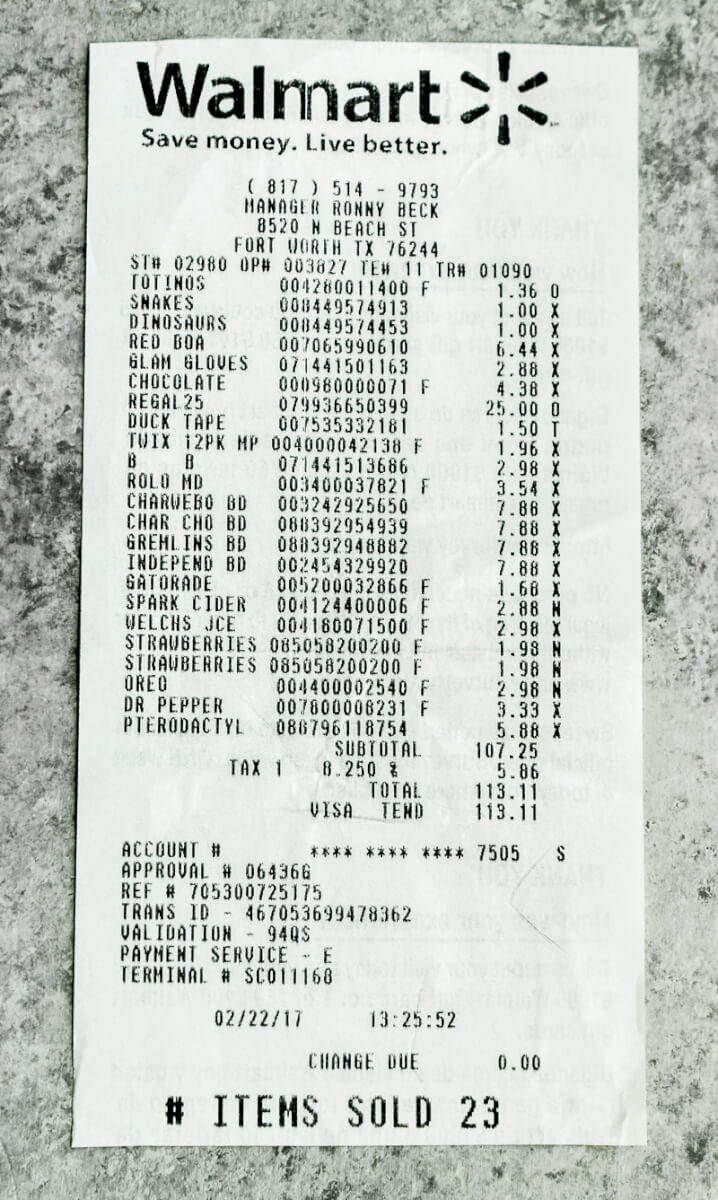 Walmart
Save money. Live better.
( 817 ) 514 - 9793
MANAGER RONNY BECK
8520 N BEACH ST
FORT WORTH TX 76244
ST# 02980 OP# 003827 TE# 11 TR# 01090
TOTINOS 004280011400 F 1.36 O
SNAKES 008449574913 1.00 X
DINOSAURS 008449574453 1.00 X
RED BOA 007065990610 6.44 X
GLAM GLOVES 071441501163 2.88 X
CHOCOLATE 000980000071 F 4.38 X
REGAL25 079936650399 25.00 O
DUCK TAPE 007535332181 1.50 T
TWIX 12PK MP 004000042138 F 1.96 X
B B 071441513686 2.98 X
ROLO MD 003400037821 F 3.54 X
CHARWEBO BD 003242925650 7.88 X
CHAR CHO BD 088392954939 7.88 X
GREMLINS BD 088392948882 7.88 X
INDEPEND BD 002454329920 7.88 X
GATORADE 005200032866 F 1.68 X
SPARK CIDER 004124400006 F 2.88 N
WELCHS JCE 004180071500 F 2.98 X
STRAWBERRIES 085058200200 F 1.98 N
STRAWBERRIES 085058200200 F 1.98 N
OREO 004400002540 F 2.98 N
DR PEPPER 007800008231 F 3.33 X
PTERODACTYL 088796118754 5.88 X
SUBTOTAL 107.25
TAX 1 8.250 % 5.86
TOTAL 113.11
VISA TEND 113.11
ACCOUNT # **** **** **** 7505 S
APPROVAL # 06436G
REF # 705300725175
TRANS ID - 467053699478362
VALIDATION - 94QS
PAYMENT SERVICE - E
TERMINAL # SC011168
02/22/17 13:25:52
CHANGE DUE 0.00
# ITEMS SOLD 23